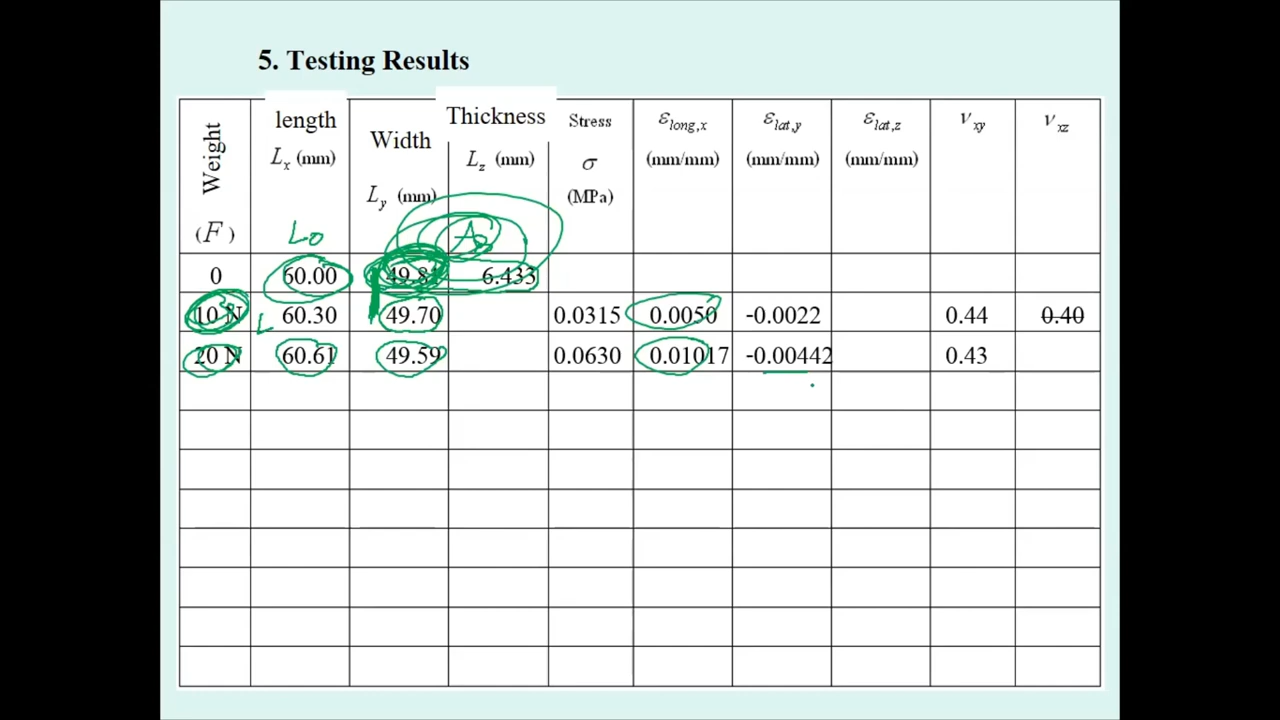 5. Testing Results
Weight (F) length Lx (mm) Width Ly (mm) Thickness Lz (mm) Stress σ (MPa) εlong,x (mm/mm) εlat,y (mm/mm) εlat,z (mm/mm) νxy νxz
L0
0 60.00 6.433
10 N L 60.30 49.70 0.0315 0.0050 -0.0022 0.44 0.40
20 N 60.61 49.59 0.0630 0.01017 -0.00442 0.43